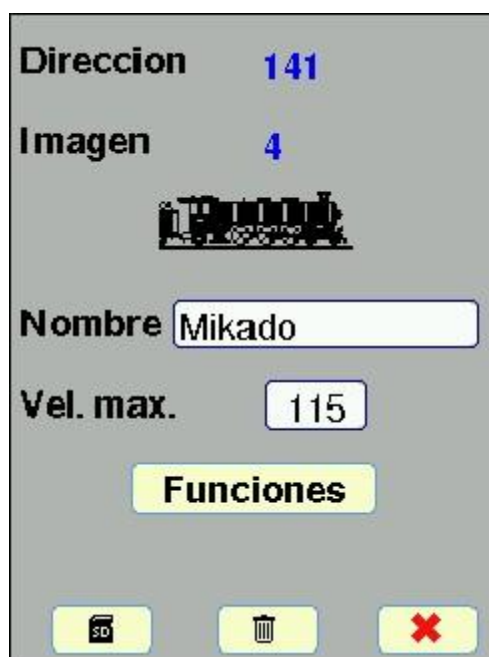 Direccion 141
Imagen 4
Nombre Mikado
Vel. max. 115
Funciones
SD